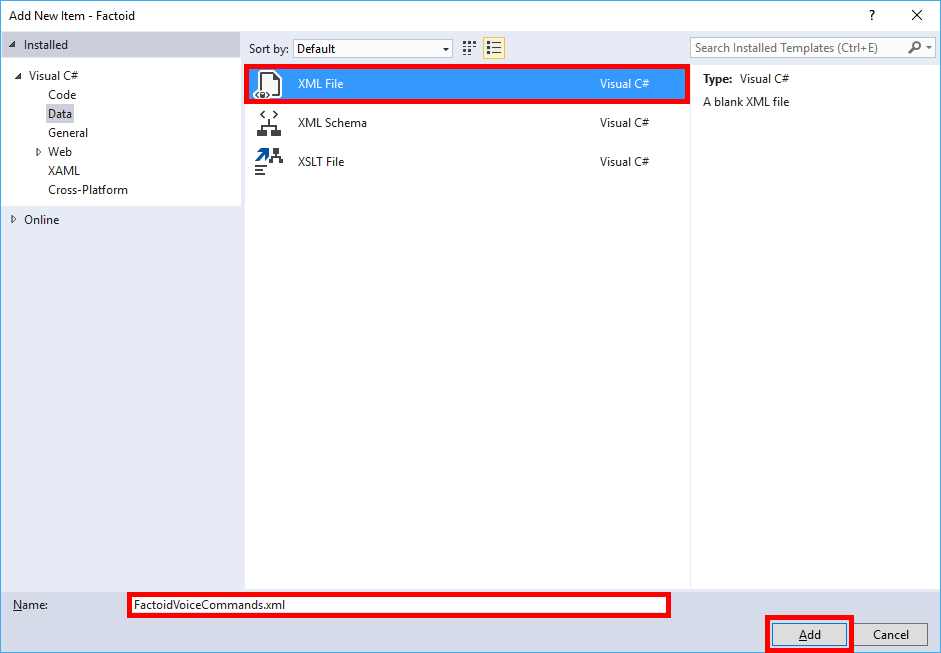 Add New Item - Factoid
?
Installed
Sort by: Default
Search Installed Templates (Ctrl+E)
Visual C#
Code
Data
General
Web
XAML
Cross-Platform
Online
XML File Visual C#
XML Schema Visual C#
XSLT File Visual C#
Type: Visual C#
A blank XML file
Name: FactoidVoiceCommands.xml
Add Cancel